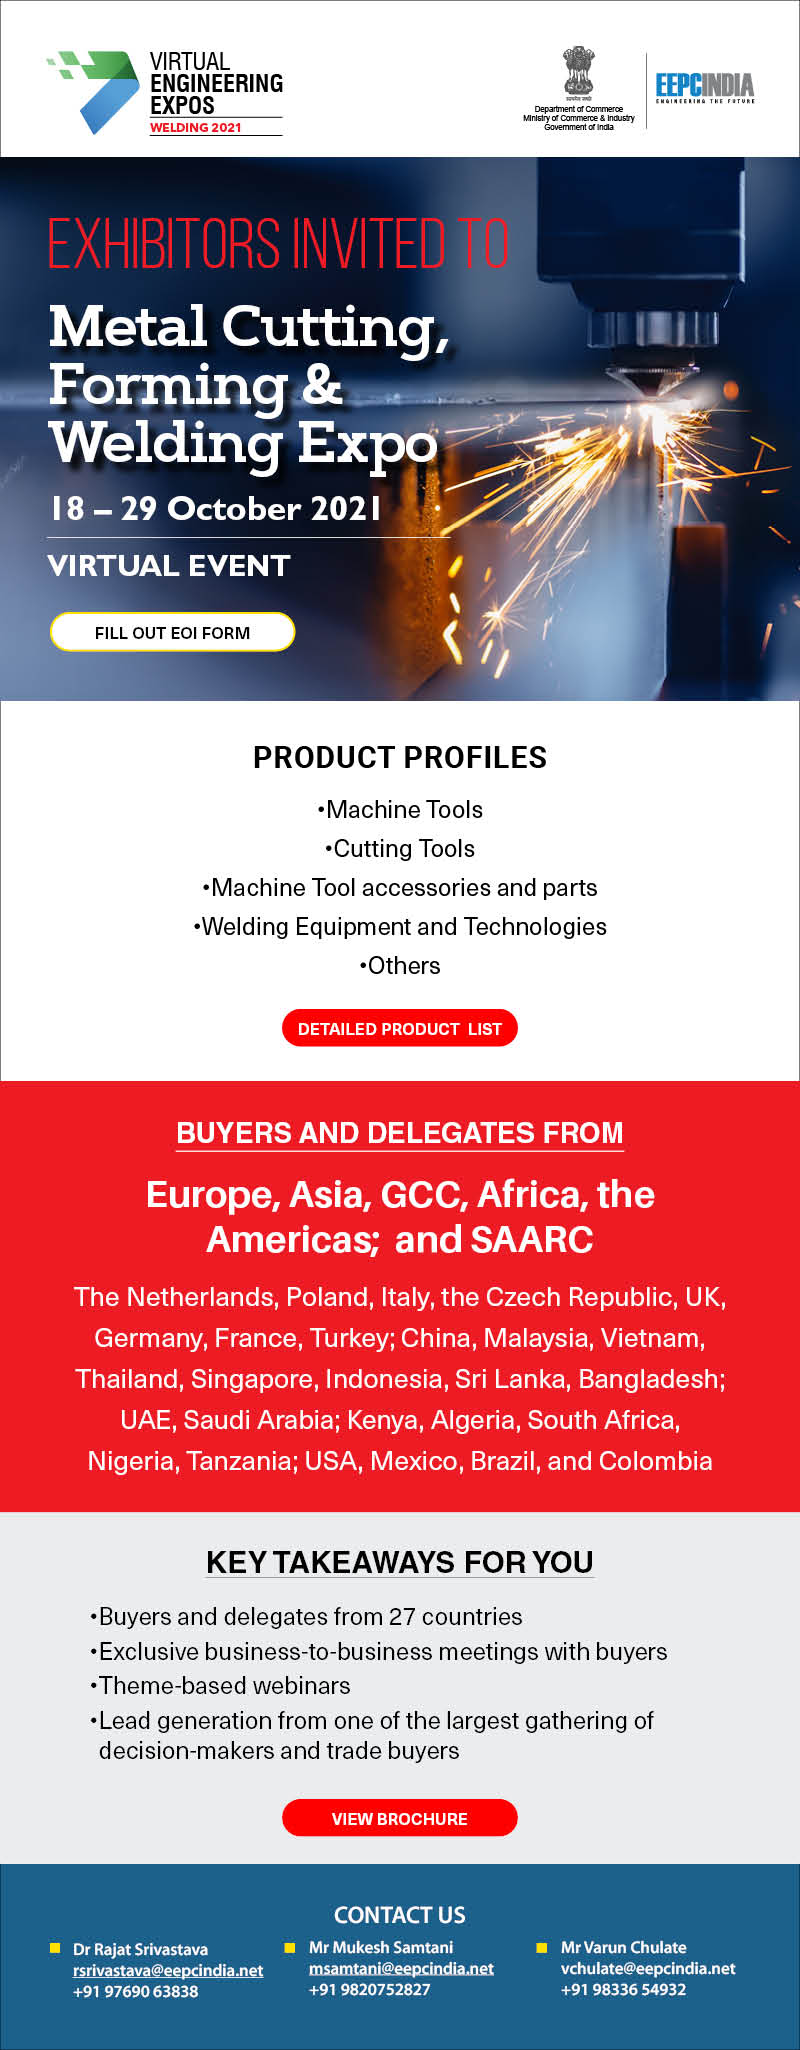 VIRTUAL
ENGINEERING
EXPOS
WELDING 2021
सत्यमेव जयते
Department of Commerce
Ministry of Commerce & Industry
Government of India
EEPCINDIA
ENGINEERING THE FUTURE
EXHIBITORS INVITED TO
Metal Cutting,
Forming &
Welding Expo
18 – 29 October 2021
VIRTUAL EVENT
FILL OUT EOI FORM
PRODUCT PROFILES
•Machine Tools
•Cutting Tools
•Machine Tool accessories and parts
•Welding Equipment and Technologies
•Others
DETAILED PRODUCT LIST
BUYERS AND DELEGATES FROM
Europe, Asia, GCC, Africa, the
Americas; and SAARC
The Netherlands, Poland, Italy, the Czech Republic, UK,
Germany, France, Turkey; China, Malaysia, Vietnam,
Thailand, Singapore, Indonesia, Sri Lanka, Bangladesh;
UAE, Saudi Arabia; Kenya, Algeria, South Africa,
Nigeria, Tanzania; USA, Mexico, Brazil, and Colombia
KEY TAKEAWAYS FOR YOU
•Buyers and delegates from 27 countries
•Exclusive business-to-business meetings with buyers
•Theme-based webinars
•Lead generation from one of the largest gathering of
decision-makers and trade buyers
VIEW BROCHURE
CONTACT US
Dr Rajat Srivastava
rsrivastava@eepcindia.net
+91 97690 63838
Mr Mukesh Samtani
msamtani@eepcindia.net
+91 9820752827
Mr Varun Chulate
vchulate@eepcindia.net
+91 98336 54932